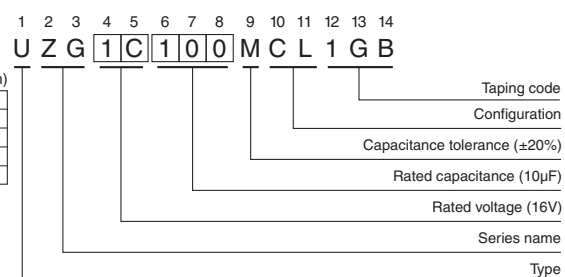 1 2 3 4 5 6 7 8 9 10 11 12 13 14
U Z G 1 C 1 0 0 M C L 1 G B
)
Taping code
Configuration
Capacitance tolerance (±20%)
Rated capacitance (10µF)
Rated voltage (16V)
Series name
Type